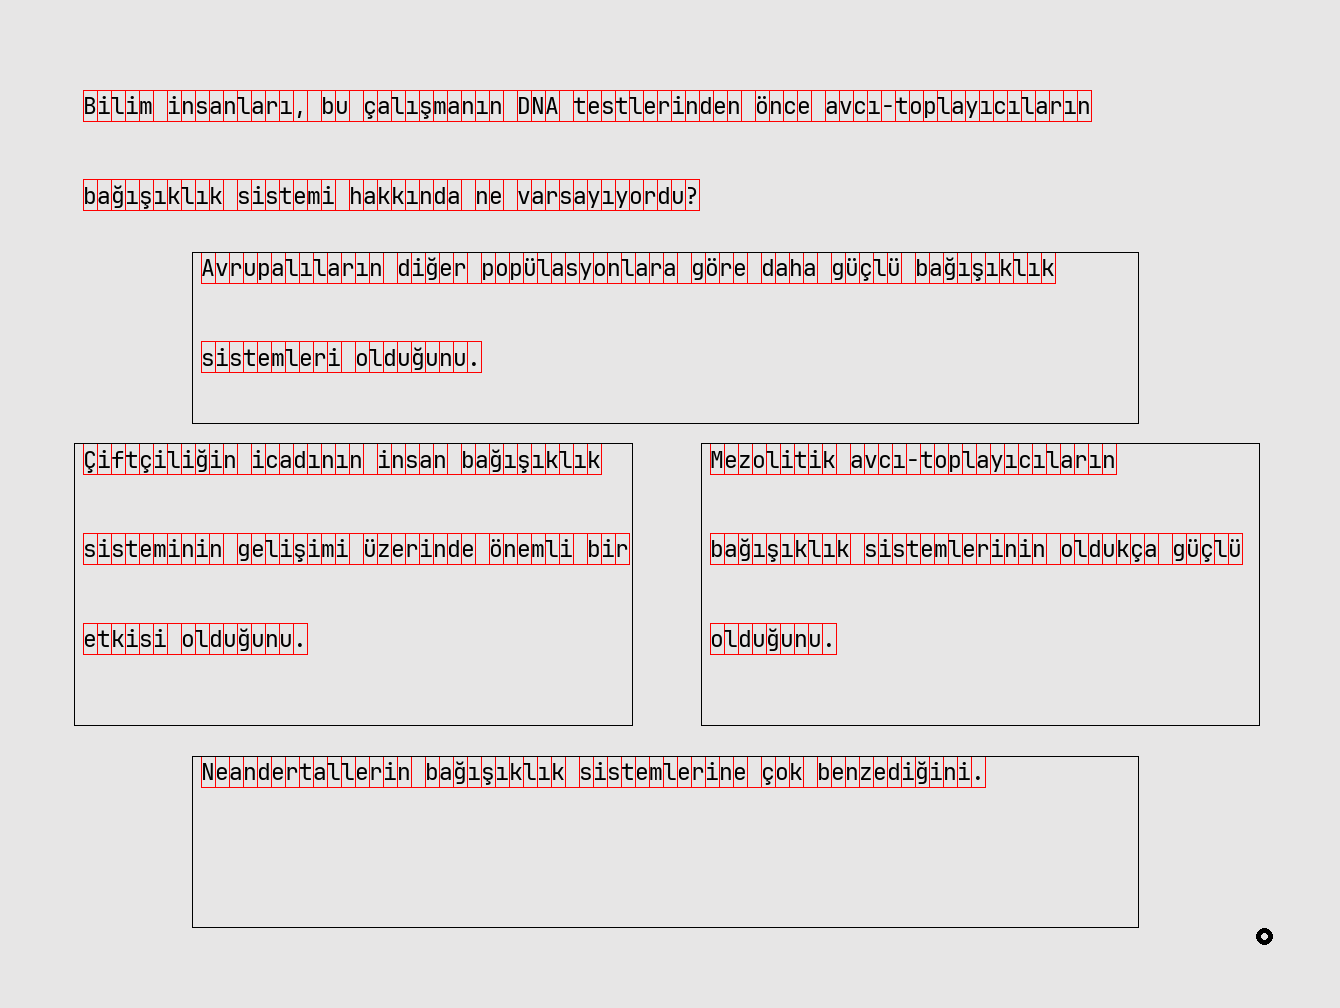 Bilim insanları, bu çalışmanın DNA testlerinden önce avcı-toplayıcıların
bağışıklık sistemi hakkında ne varsayıyordu?
Avrupalıların diğer popülasyonlara göre daha güçlü bağışıklık
sistemleri olduğunu.
Çiftçiliğin icadının insan bağışıklık
sisteminin gelişimi üzerinde önemli bir
etkisi olduğunu.
Mezolitik avcı-toplayıcıların
bağışıklık sistemlerinin oldukça güçlü
olduğunu.
Neandertallerin bağışıklık sistemlerine çok benzediğini.